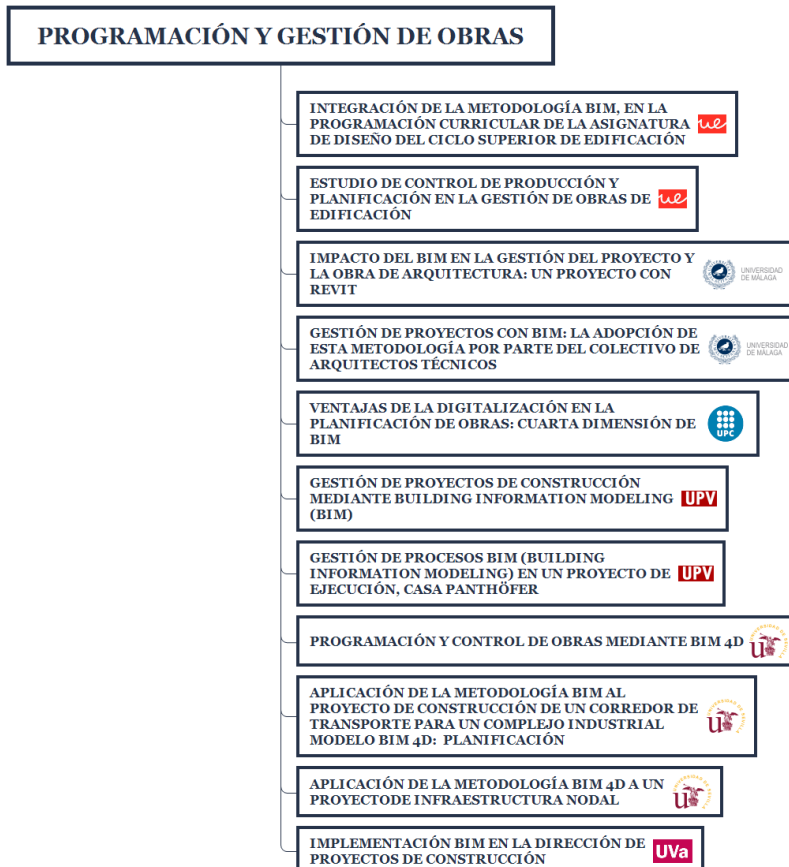 PROGRAMACIÓN Y GESTIÓN DE OBRAS
INTEGRACIÓN DE LA METODOLOGÍA BIM, EN LA
PROGRAMACIÓN CURRICULAR DE LA ASIGNATURA
DE DISEÑO DEL CICLO SUPERIOR DE EDIFICACIÓN
ue
ESTUDIO DE CONTROL DE PRODUCCIÓN Y
PLANIFICACIÓN EN LA GESTIÓN DE OBRAS DE
EDIFICACIÓN
ue
IMPACTO DEL BIM EN LA GESTIÓN DEL PROYECTO Y
LA OBRA DE ARQUITECTURA: UN PROYECTO CON
REVIT
UNIVERSIDAD
DE MÁLAGA
GESTIÓN DE PROYECTOS CON BIM: LA ADOPCIÓN DE
ESTA METODOLOGÍA POR PARTE DEL COLECTIVO DE
ARQUITECTOS TÉCNICOS
UNIVERSIDAD
DE MÁLAGA
VENTAJAS DE LA DIGITALIZACIÓN EN LA
PLANIFICACIÓN DE OBRAS: CUARTA DIMENSIÓN DE
BIM
UPC
GESTIÓN DE PROYECTOS DE CONSTRUCCIÓN
MEDIANTE BUILDING INFORMATION MODELING
(BIM)
UPV
GESTIÓN DE PROCESOS BIM (BUILDING
INFORMATION MODELING) EN UN PROYECTO DE
EJECUCIÓN, CASA PANTHÖFER
UPV
PROGRAMACIÓN Y CONTROL DE OBRAS MEDIANTE BIM 4D
APLICACIÓN DE LA METODOLOGÍA BIM AL
PROYECTO DE CONSTRUCCIÓN DE UN CORREDOR DE
TRANSPORTE PARA UN COMPLEJO INDUSTRIAL
MODELO BIM 4D: PLANIFICACIÓN
APLICACIÓN DE LA METODOLOGÍA BIM 4D A UN
PROYECTODE INFRAESTRUCTURA NODAL
IMPLEMENTACIÓN BIM EN LA DIRECCIÓN DE
PROYECTOS DE CONSTRUCCIÓN
UVa